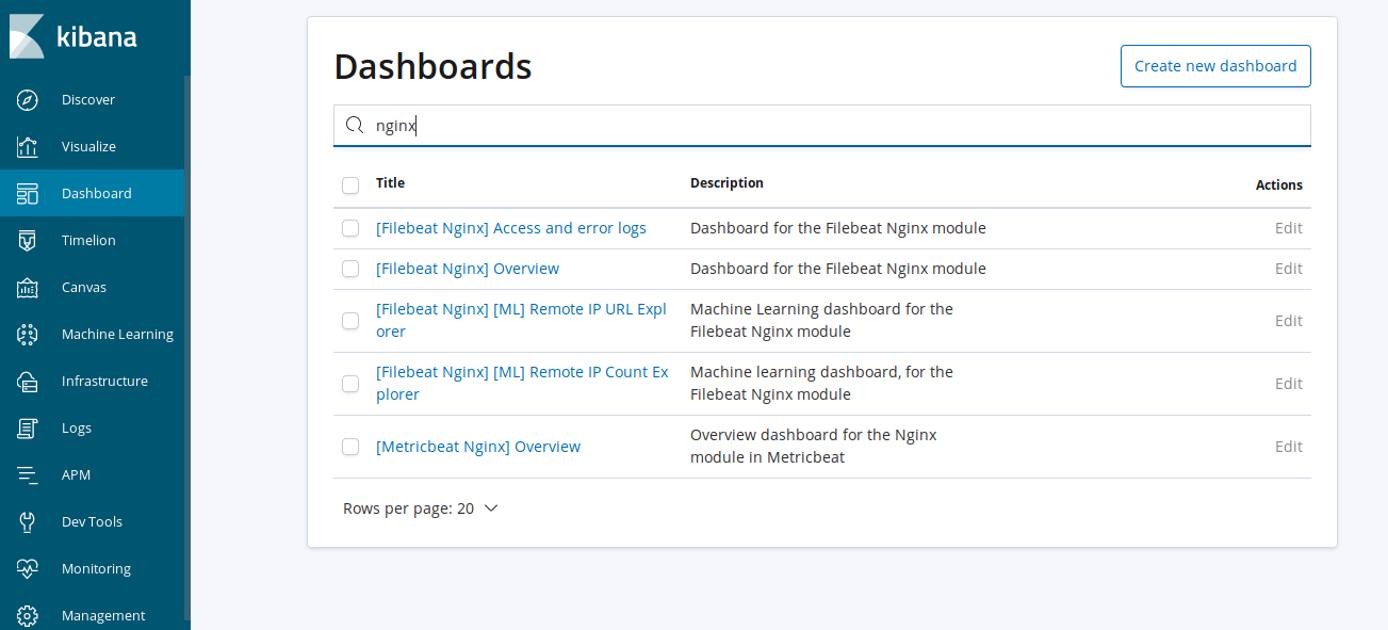 kibana
Discover
Visualize
Dashboard
Timelion
Canvas
Machine Learning
Infrastructure
Logs
APM
Dev Tools
Monitoring
Management
Dashboards
Create new dashboard
nginx
Title Description Actions
[Filebeat Nginx] Access and error logs Dashboard for the Filebeat Nginx module Edit
[Filebeat Nginx] Overview Dashboard for the Filebeat Nginx module Edit
[Filebeat Nginx] [ML] Remote IP URL Expl
orer
Machine Learning dashboard for the
Filebeat Nginx module
Edit
[Filebeat Nginx] [ML] Remote IP Count Ex
plorer
Machine learning dashboard, for the
Filebeat Nginx module
Edit
[Metricbeat Nginx] Overview
Overview dashboard for the Nginx
module in Metricbeat
Edit
Rows per page: 20